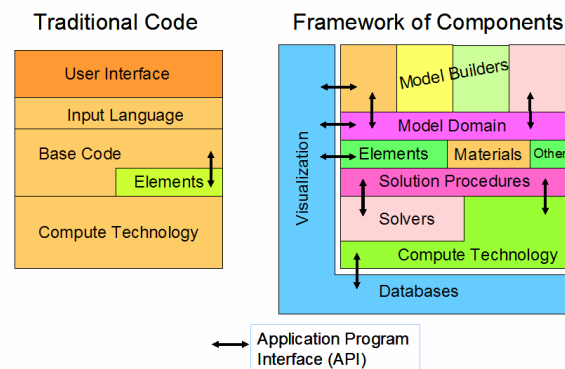 Traditional Code
User Interface
Input Language
Base Code
Elements
Compute Technology
Framework of Components
Visualization
Model Builders
Model Domain
Elements
Materials
Other
Solution Procedures
Solvers
Compute Technology
Databases
Application Program
Interface (API)